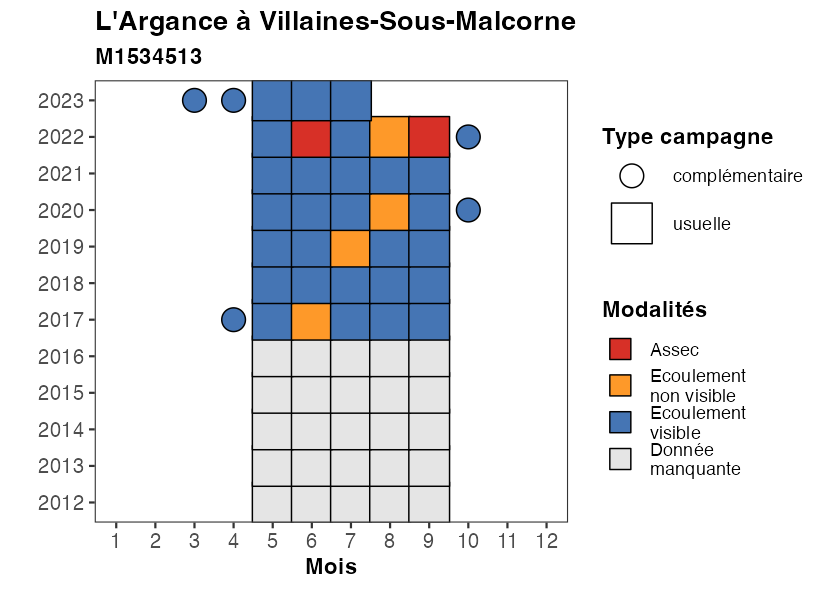 L'Argance à Villaines-Sous-Malcorne
M1534513
2023
2022
2021
2020
2019
2018
2017
2016
2015
2014
2013
2012
1 2 3 4 5 6 7 8 9 10 11 12
Mois
Type campagne
complémentaire
usuelle
Modalités
Assec
Ecoulement
non visible
Ecoulement
visible
Donnée
manquante